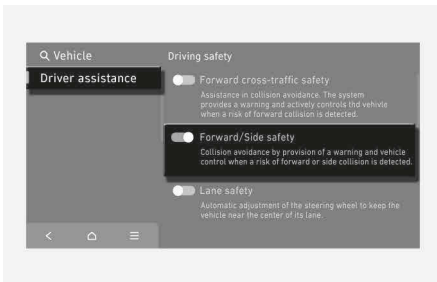 Vehicle
Driving safety
Driver assistance
Forward cross-traffic safety
Assistance in collision avoidance. The system
provides a warning and actively controls thd vehivle
when a risk of forward collision is detected.
Forward/Side safety
Collision avoidance by provision of a warning and vehicle
control when a risk of forward or side collision is detected.
Lane safety
Automatic adjustment of the steering wheel to keep the
vehicle near the center of its lane.